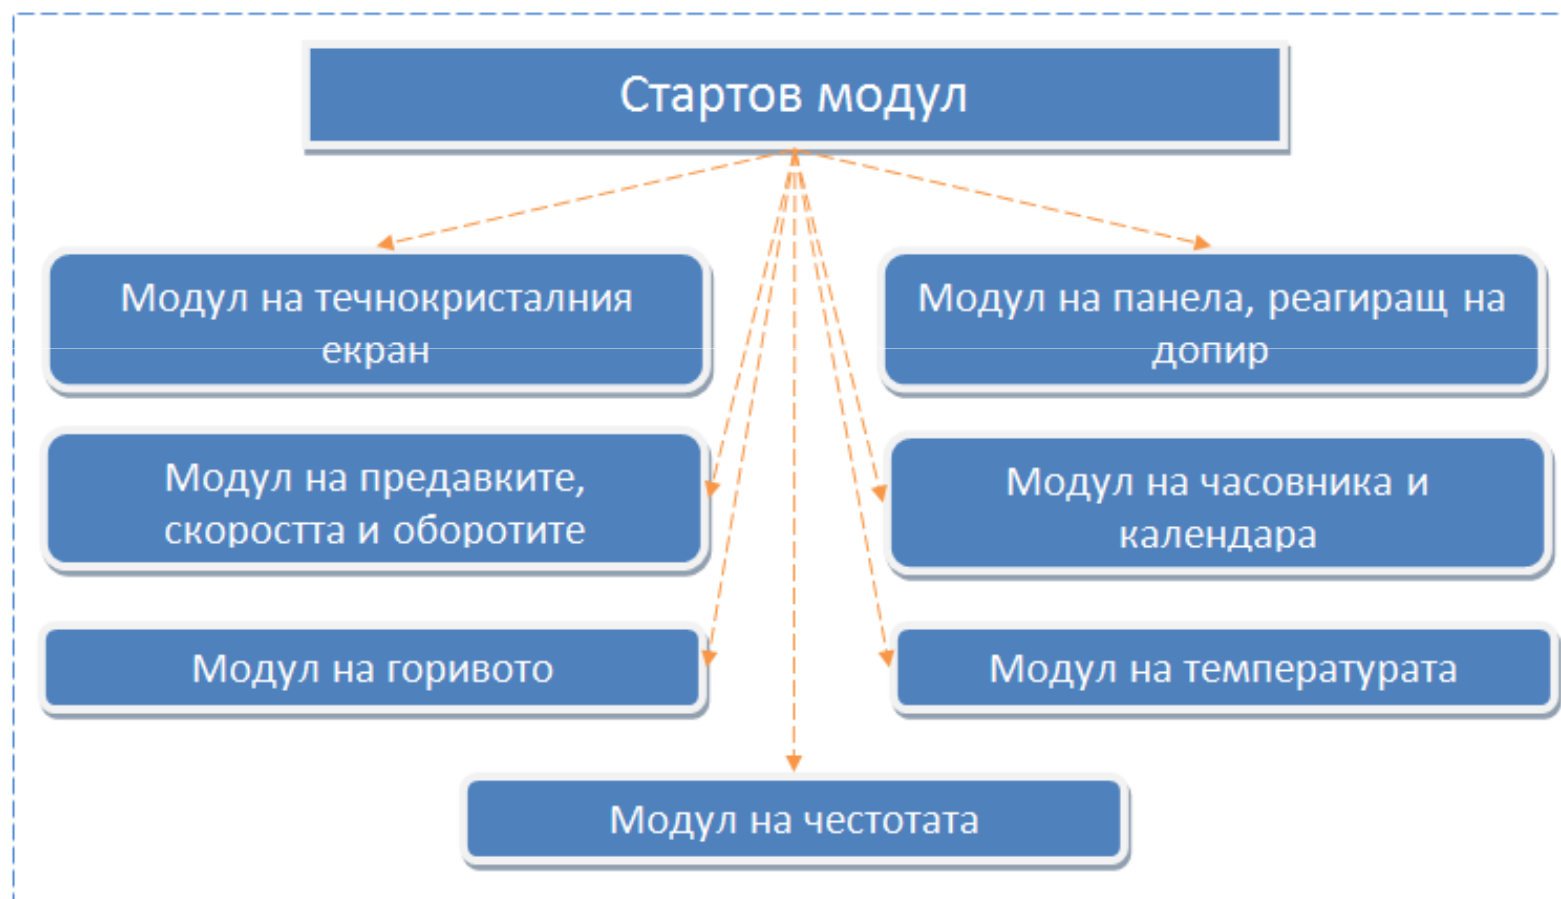 Стартов модул
Модул на течнокристалния
екран
Модул на панела, реагиращ на
допир
Модул на предавките,
скоростта и оборотите
Модул на часовника и
календара
Модул на горивото
Модул на температурата
Модул на честотата